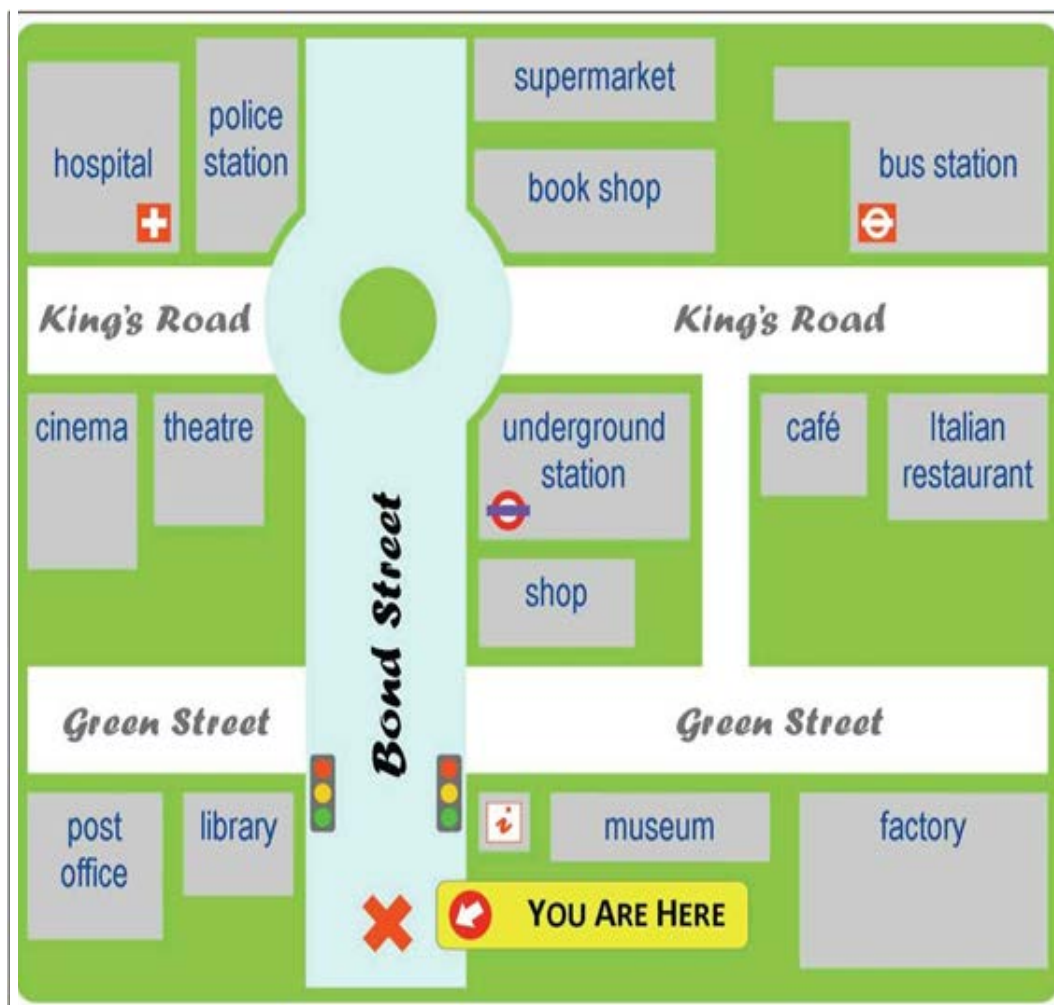 supermarket
police
station
hospital
book shop
bus station
King's Road
King's Road
cinema
theatre
underground
station
café
Italian
restaurant
Bond Street
shop
Green Street
Green Street
post
office
library
i
museum
factory
YOU ARE HERE